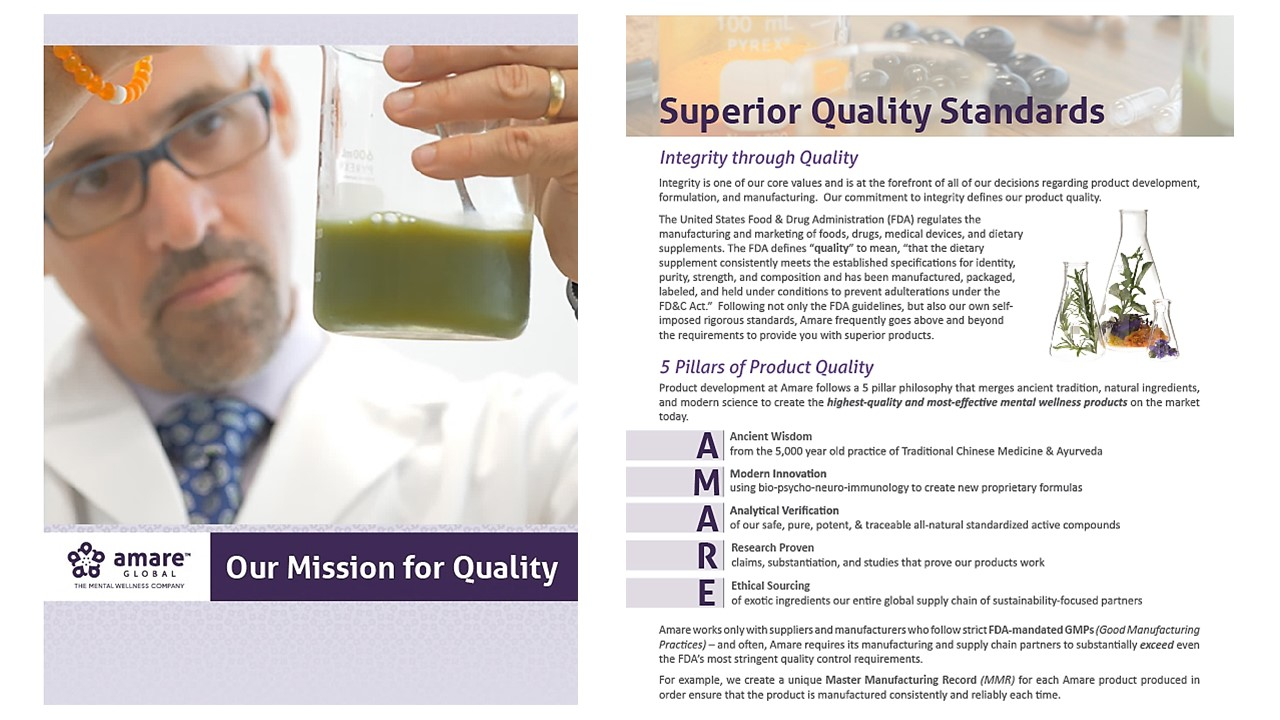 600mL
PYREX
amare™
GLOBAL
THE MENTAL WELLNESS COMPANY
Our Mission for Quality
100 mL
PYREX
Superior Quality Standards
Integrity through Quality
Integrity is one of our core values and is at the forefront of all of our decisions regarding product development,
formulation, and manufacturing. Our commitment to integrity defines our product quality.
The United States Food & Drug Administration (FDA) regulates the
manufacturing and marketing of foods, drugs, medical devices, and dietary
supplements. The FDA defines “quality” to mean, “that the dietary
supplement consistently meets the established specifications for identity,
purity, strength, and composition and has been manufactured, packaged,
labeled, and held under conditions to prevent adulterations under the
FD&C Act.” Following not only the FDA guidelines, but also our own self-
imposed rigorous standards, Amare frequently goes above and beyond
the requirements to provide you with superior products.
5 Pillars of Product Quality
Product development at Amare follows a 5 pillar philosophy that merges ancient tradition, natural ingredients,
and modern science to create the highest-quality and most-effective mental wellness products on the market
today.
A Ancient Wisdom
from the 5,000 year old practice of Traditional Chinese Medicine & Ayurveda
M Modern Innovation
using bio-psycho-neuro-immunology to create new proprietary formulas
A Analytical Verification
of our safe, pure, potent, & traceable all-natural standardized active compounds
R Research Proven
claims, substantiation, and studies that prove our products work
E Ethical Sourcing
of exotic ingredients our entire global supply chain of sustainability-focused partners
Amare works only with suppliers and manufacturers who follow strict FDA-mandated GMPs (Good Manufacturing
Practices) – and often, Amare requires its manufacturing and supply chain partners to substantially exceed even
the FDA’s most stringent quality control requirements.
For example, we create a unique Master Manufacturing Record (MMR) for each Amare product produced in
order ensure that the product is manufactured consistently and reliably each time.